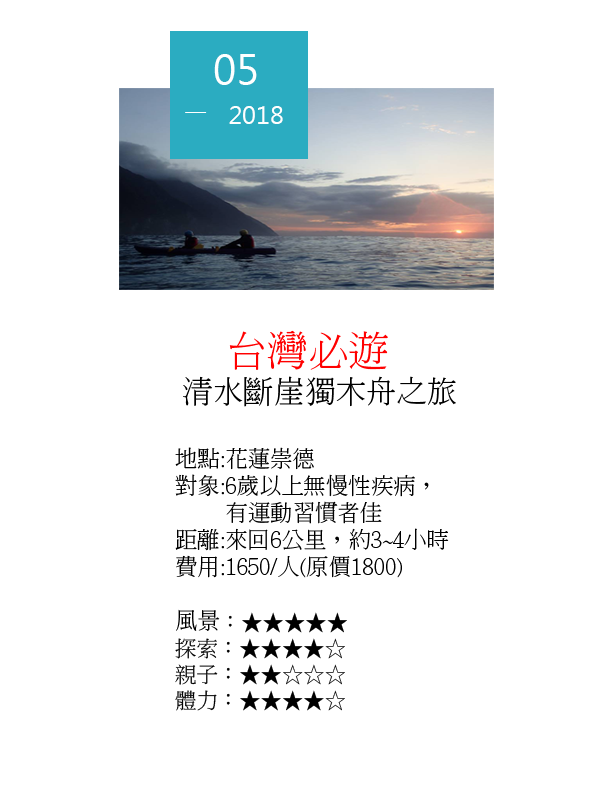 05
— 2018
台灣必遊
清水斷崖獨木舟之旅
地點:花蓮崇德
對象:6歲以上無慢性疾病，
有運動習慣者佳
距離:來回6公里，約3~4小時
費用:1650/人(原價1800)
風景：★★★★★
探索：★★★★☆
親子：★★☆☆☆
體力：★★★★☆